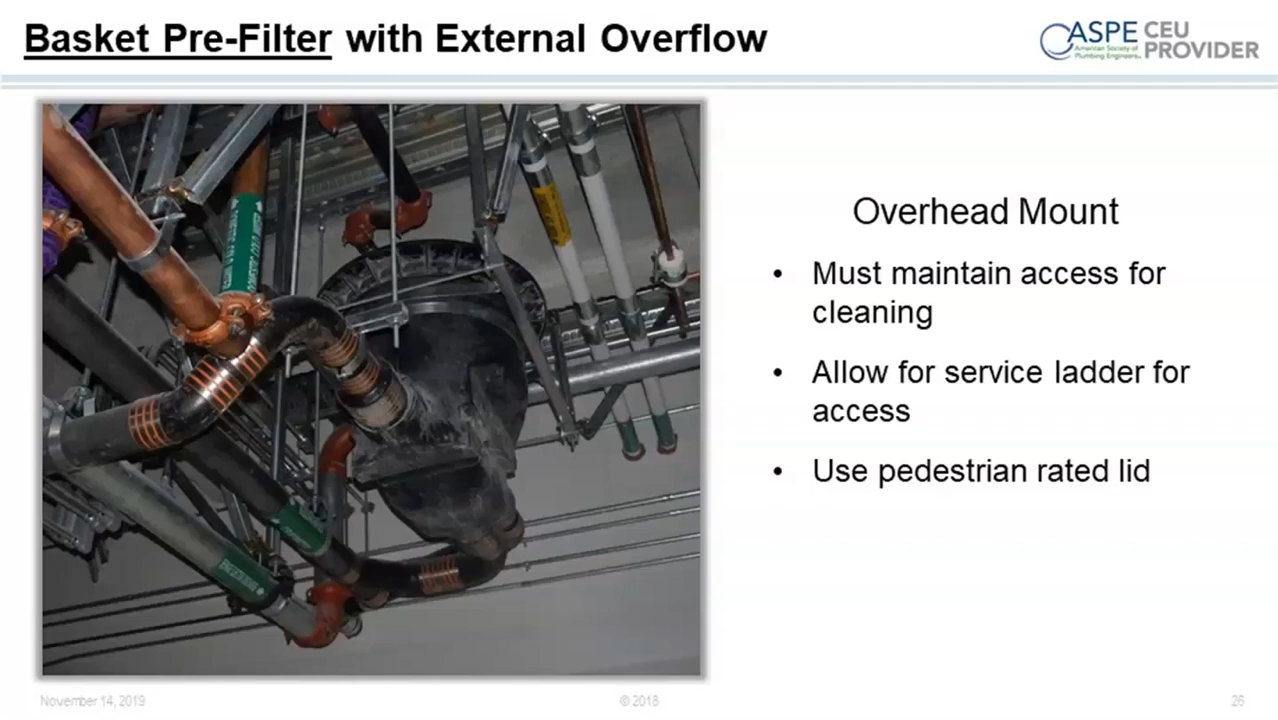 Basket Pre-Filter with External Overflow
ASPE
American Society of
Plumbing Engineers
CEU
PROVIDER
Overhead Mount
• Must maintain access for
cleaning
• Allow for service ladder for
access
• Use pedestrian rated lid
November 14, 2019
© 2018
26